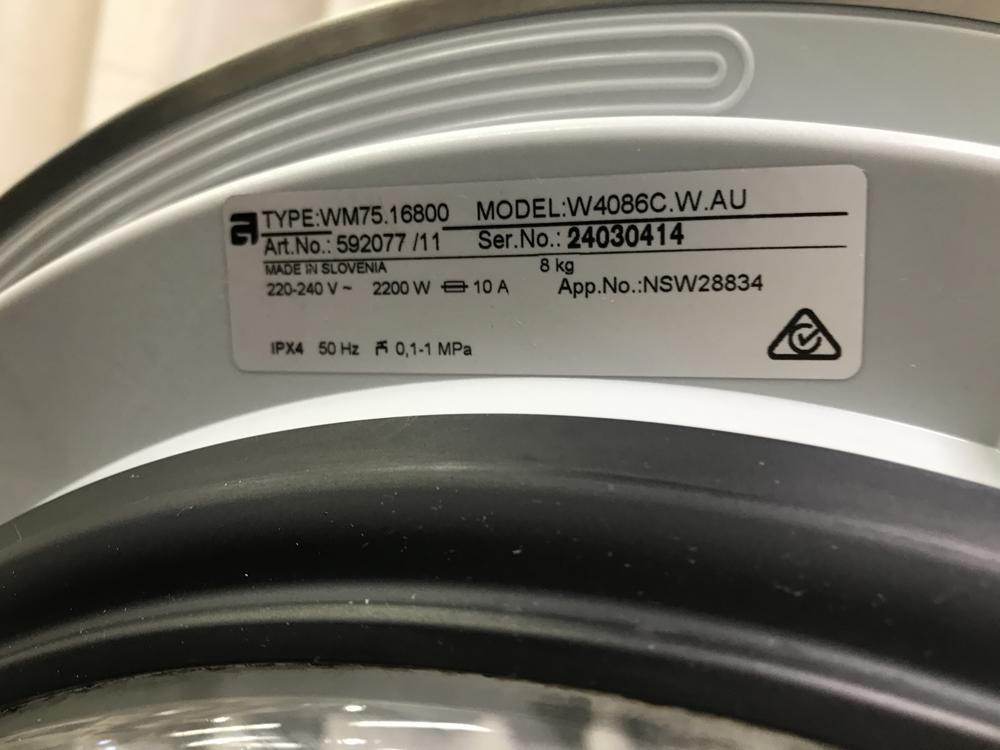 TYPE:WM75.16800 MODEL:W4086C.W.AU
Art.No.: 592077 /11 Ser.No.: 24030414
MADE IN SLOVENIA 8 kg
220-240 V ~ 2200 W 10 A App.No.:NSW28834
IPX4 50 Hz 0,1-1 MPa